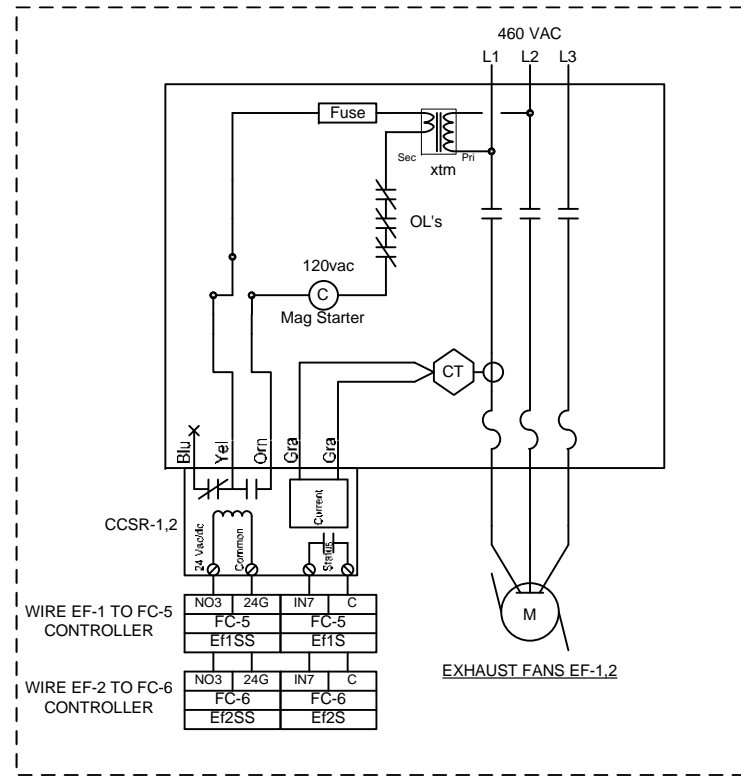 460 VAC
L1 L2 L3
Fuse
Sec Pri
xtm
OL's
120vac
C
Mag Starter
CT
Blu Yel Orn Gra Gra
CCSR-1,2
24 Vac/dc Common Current Status
WIRE EF-1 TO FC-5
CONTROLLER
NO3 24G IN7 C
FC-5 FC-5
Ef1SS Ef1S
WIRE EF-2 TO FC-6
CONTROLLER
NO3 24G IN7 C
FC-6 FC-6
Ef2SS Ef2S
M
EXHAUST FANS EF-1,2